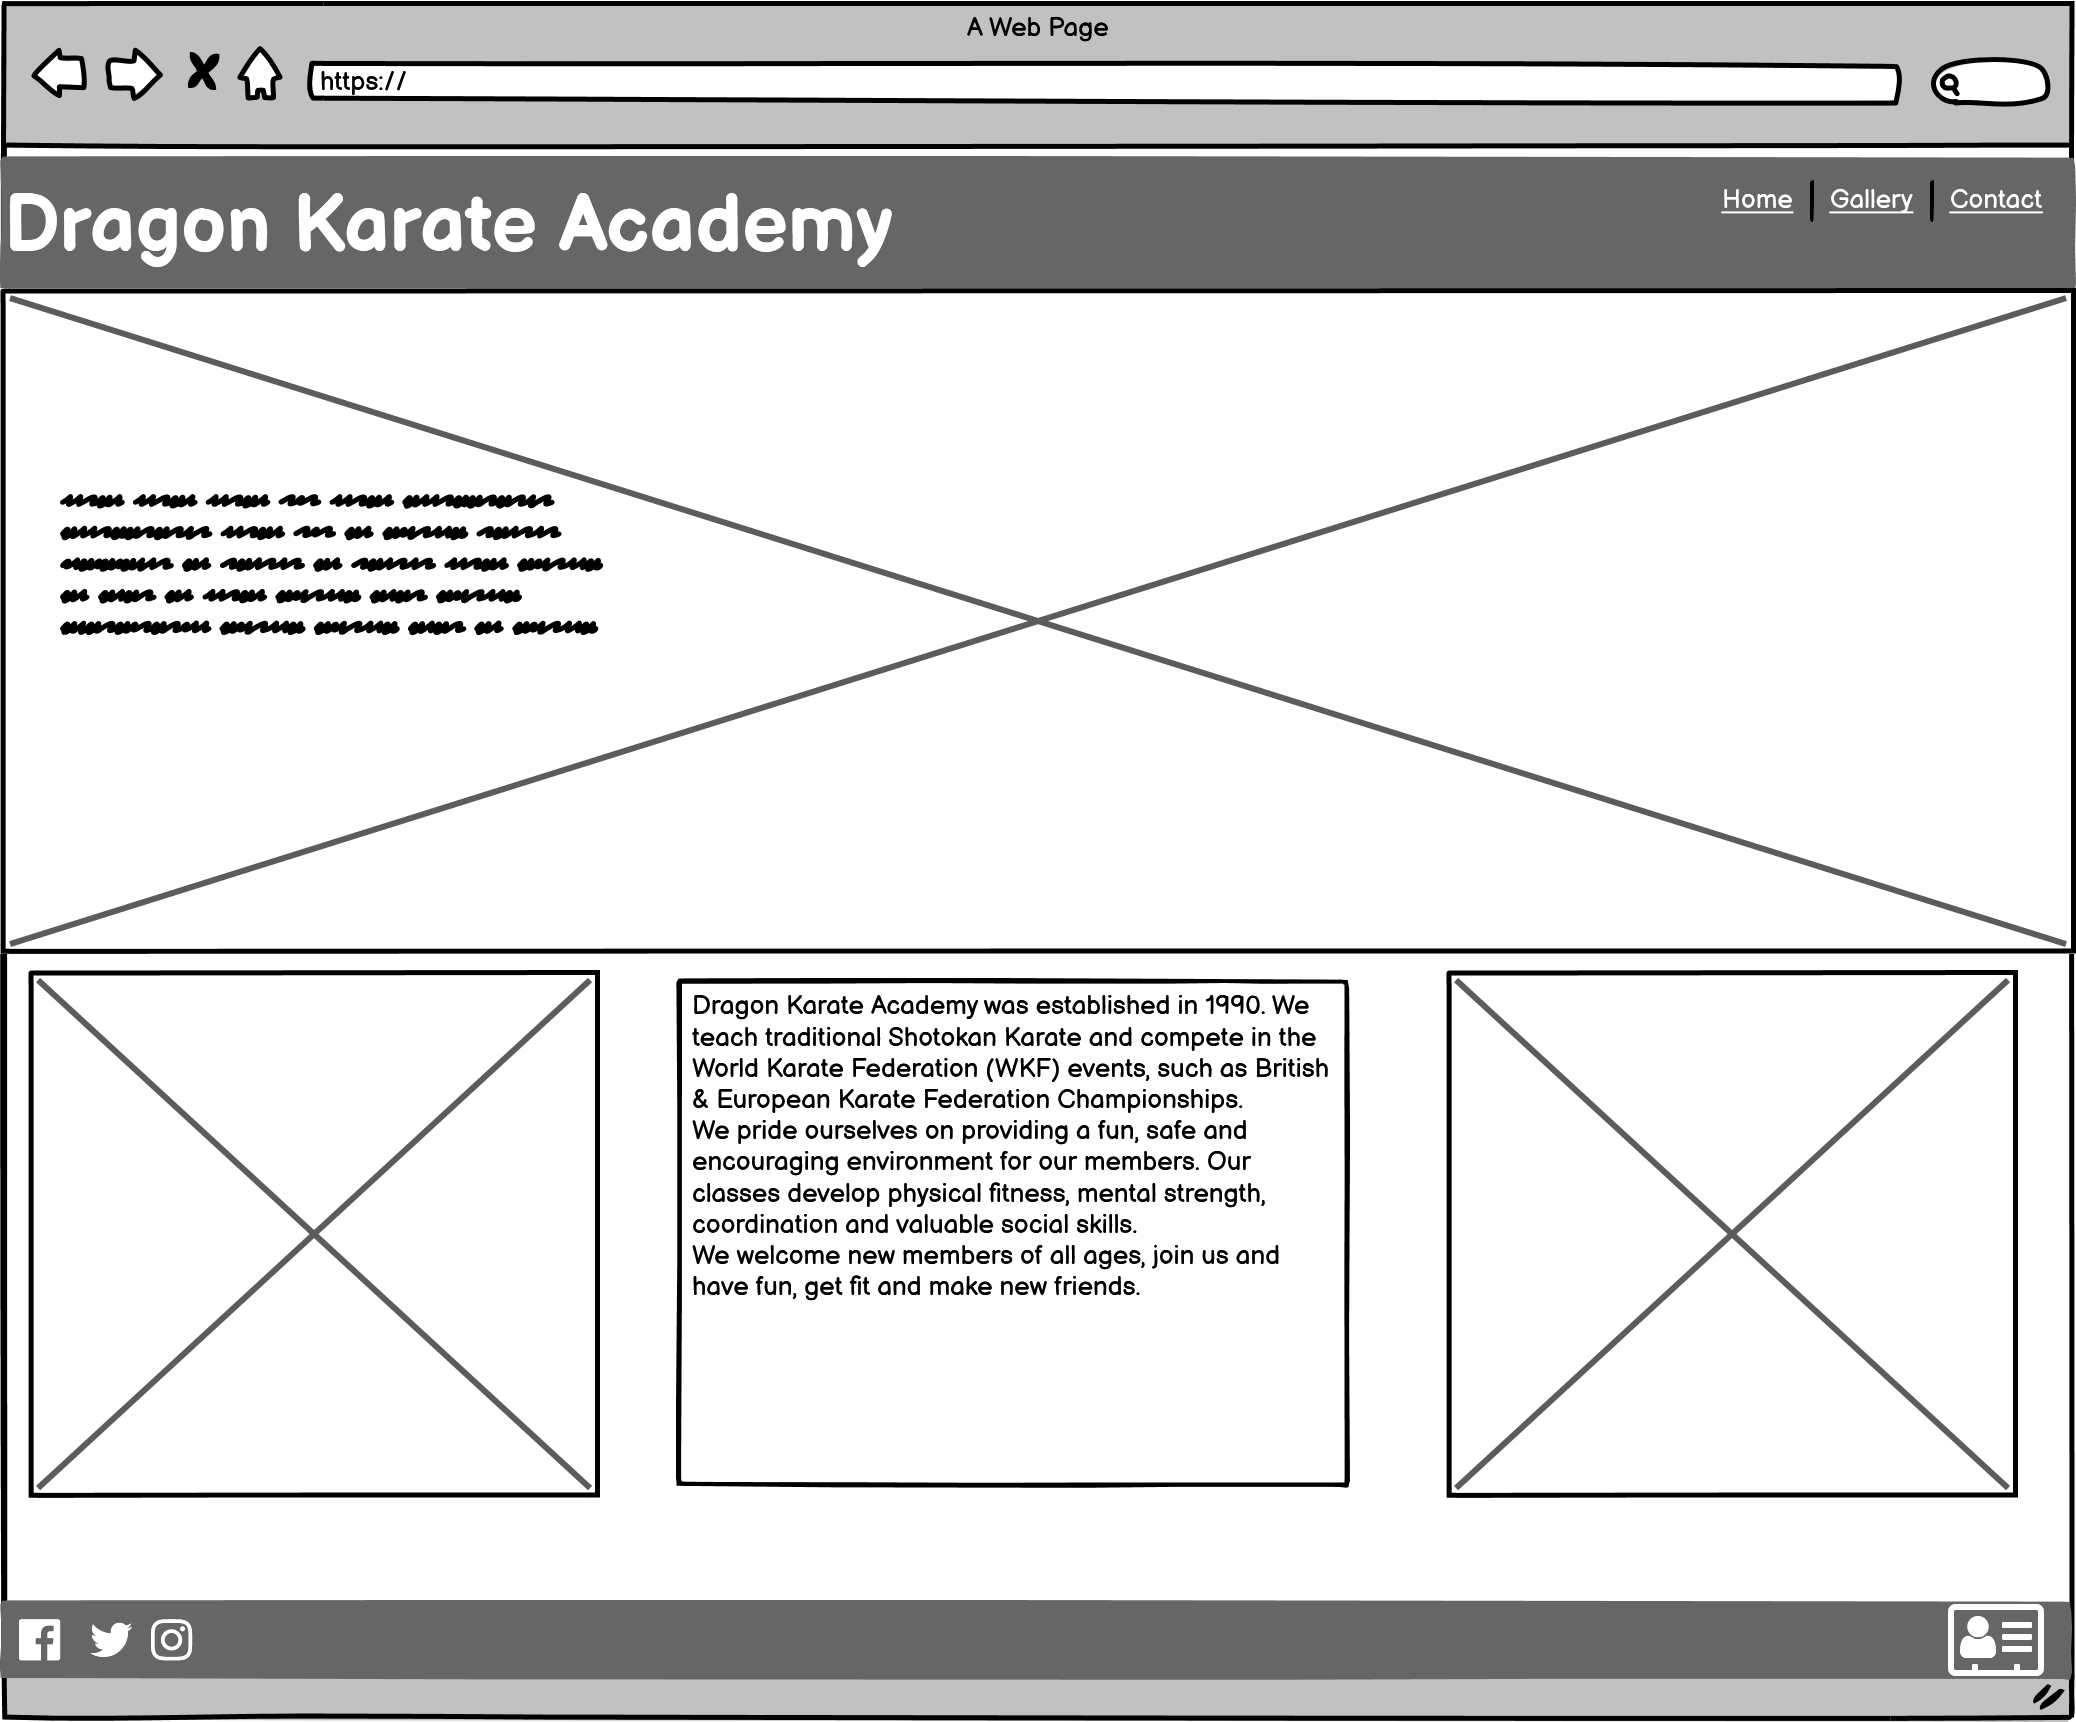 A Web Page
https://
Dragon Karate Academy
Home
Gallery
Contact
Dragon Karate Academy was established in 1990. We
teach traditional Shotokan Karate and compete in the
World Karate Federation (WKF) events, such as British
& European Karate Federation Championships.
We pride ourselves on providing a fun, safe and
encouraging environment for our members. Our
classes develop physical fitness, mental strength,
coordination and valuable social skills.
We welcome new members of all ages, join us and
have fun, get fit and make new friends.